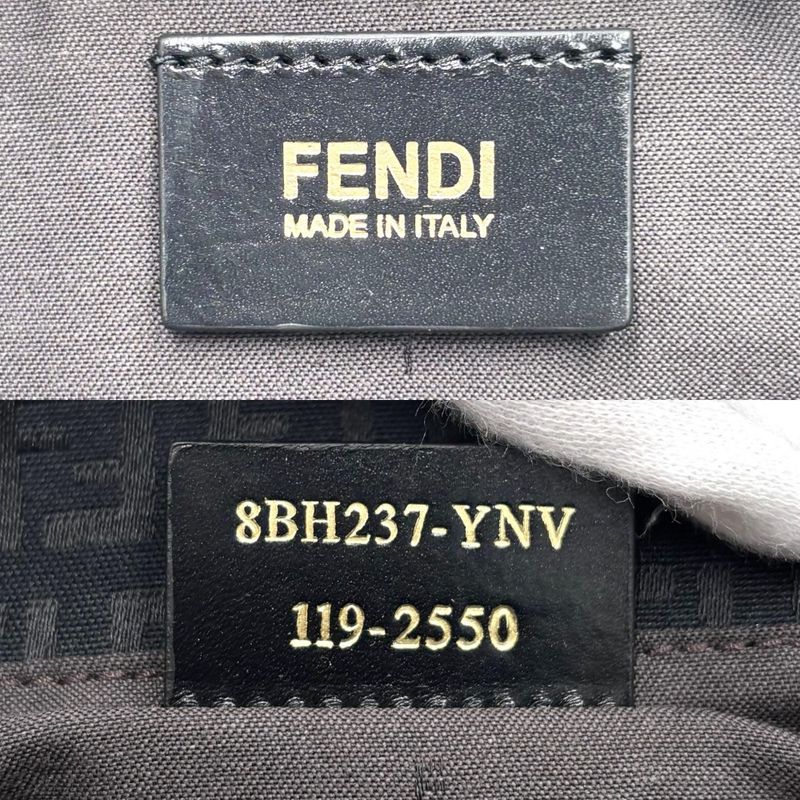 FENDI
MADE IN ITALY
8BH237-YNV
119-2550